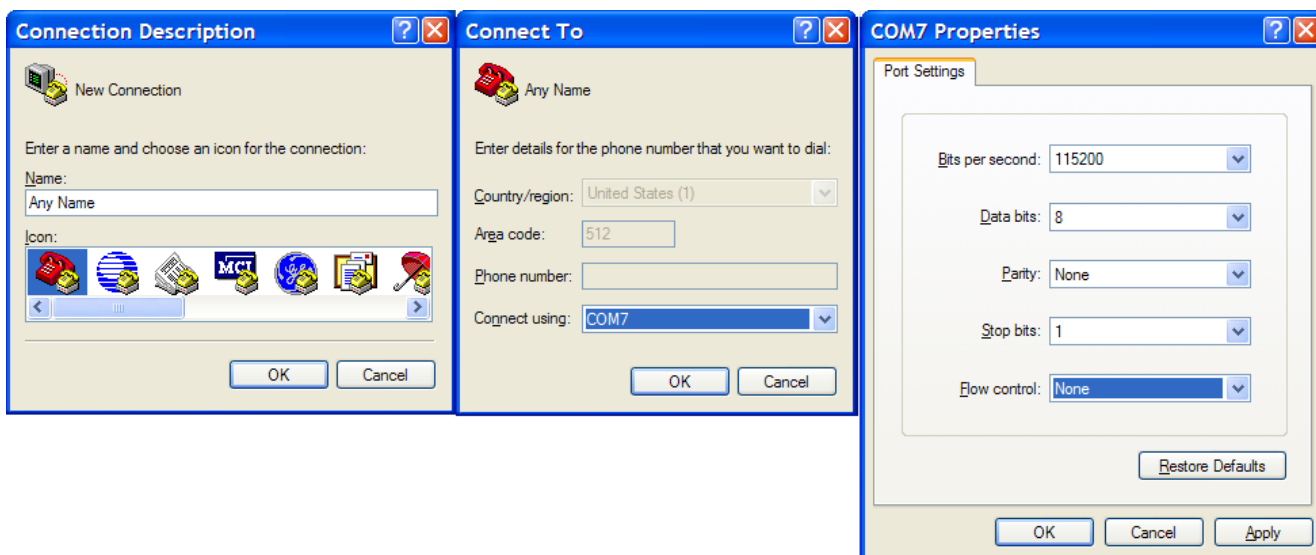 Connection Description
New Connection
Enter a name and choose an icon for the connection:
Name:
Any Name
Icon:
MCI
OK
Cancel
Connect To
Any Name
Enter details for the phone number that you want to dial:
Country/region: United States (1)
Area code: 512
Phone number:
Connect using: COM7
OK
Cancel
COM7 Properties
Port Settings
Bits per second: 115200
Data bits: 8
Parity: None
Stop bits: 1
Flow control: None
Restore Defaults
OK
Cancel
Apply